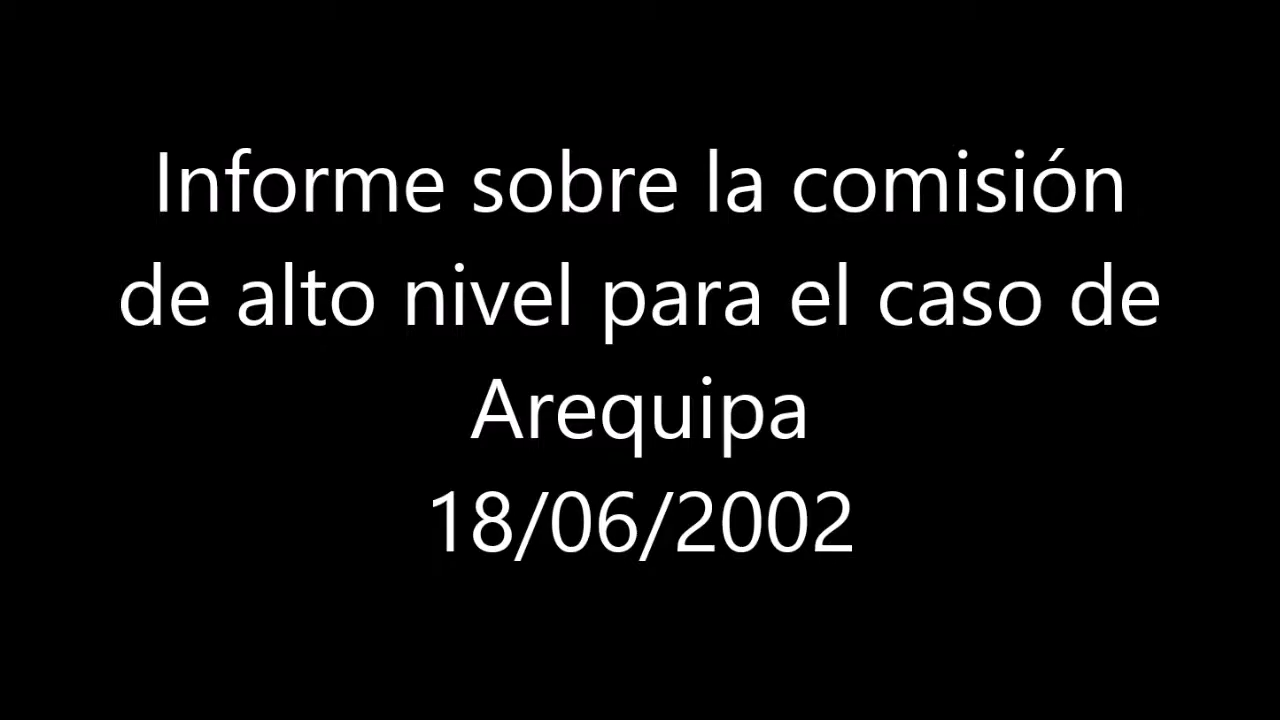 Informe sobre la comisión
de alto nivel para el caso de
Arequipa
18/06/2002